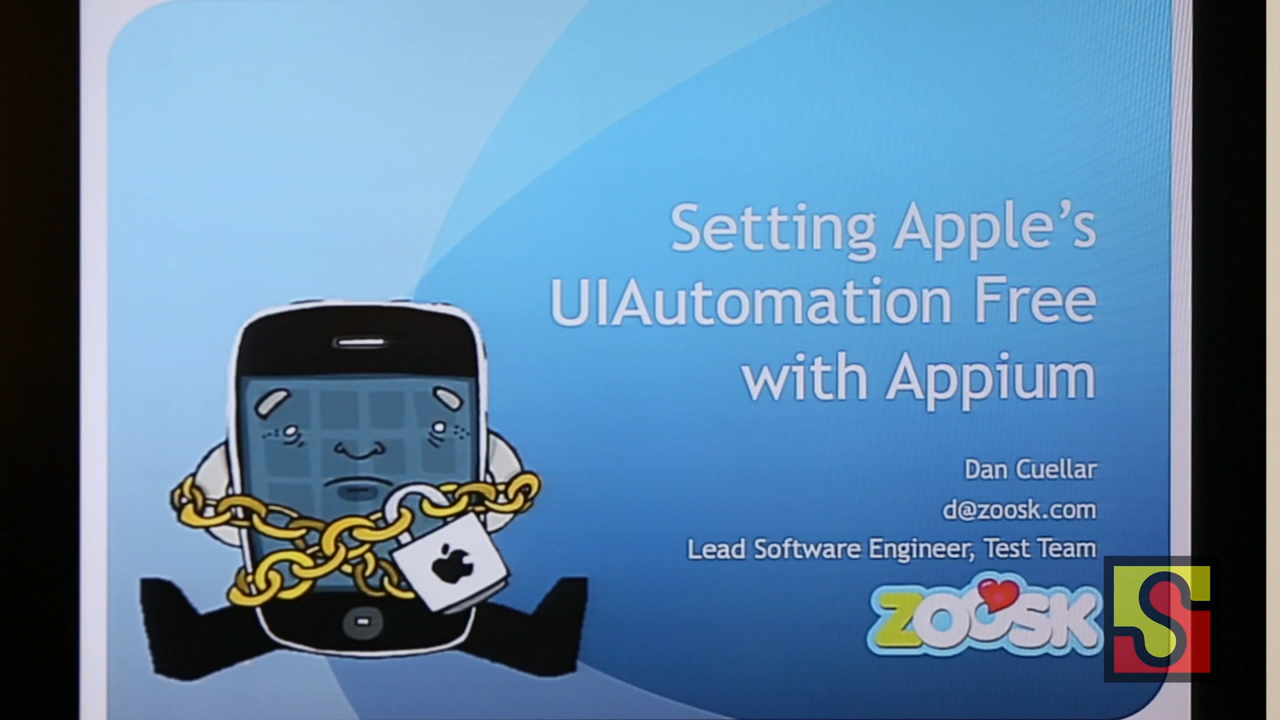 Setting Apple’s
UIAutomation Free
with Appium
Dan Cuellar
d@zoosk.com
Lead Software Engineer, Test Team
ZOOSK
S